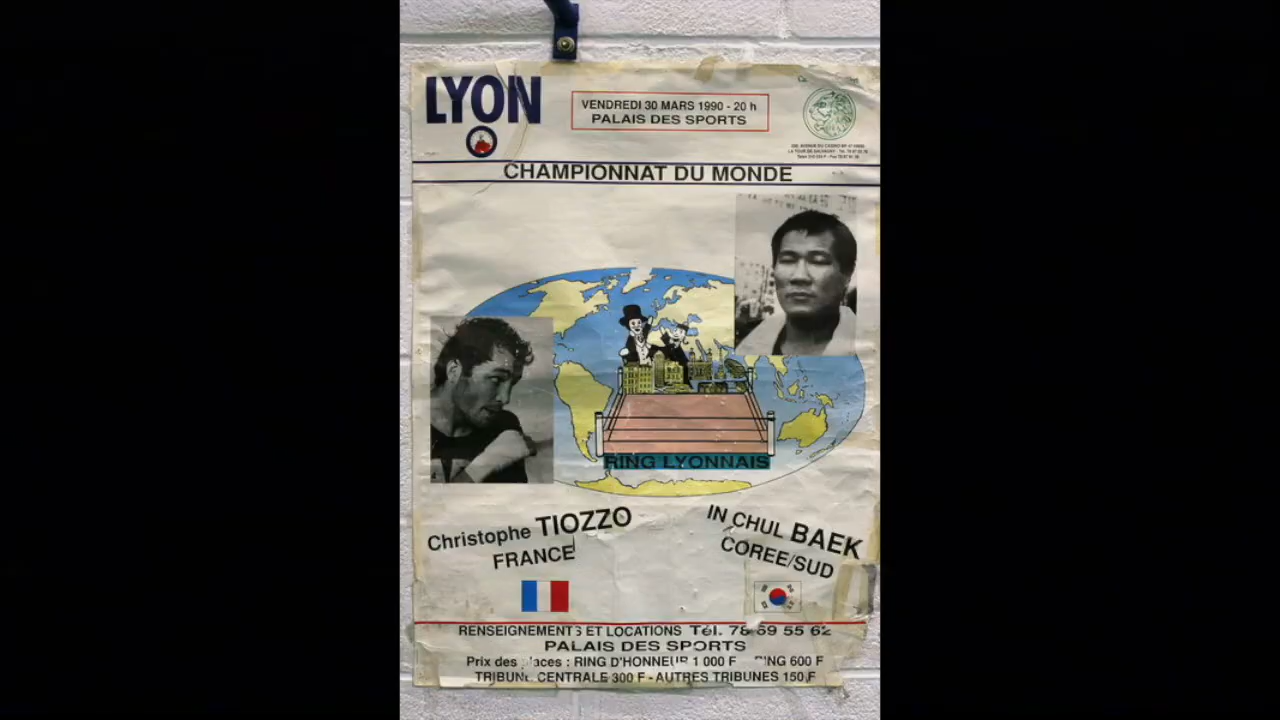 LYON
VENDREDI 30 MARS 1990 - 20 h
PALAIS DES SPORTS
CHAMPIONNAT DU MONDE
RING LYONNAIS
Christophe TIOZZO
FRANCE
IN CHUL BAEK
COREE/SUD
RENSEIGNEMENTS ET LOCATIONS Tél. 78 69 55 62
PALAIS DES SPORTS
Prix des places : RING D'HONNEUR 1 000 F RING 600 F
TRIBUNE CENTRALE 300 F - AUTRES TRIBUNES 150 F